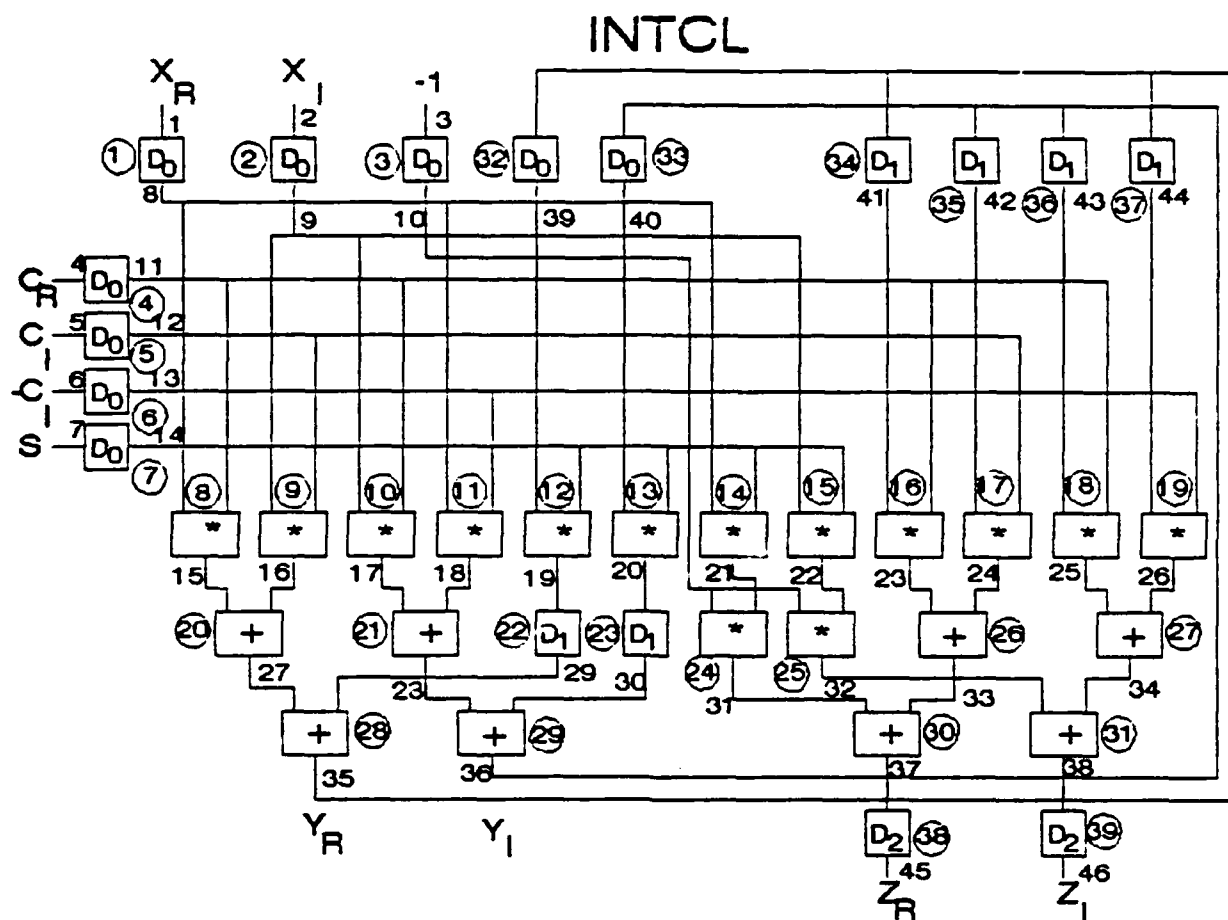 INTCL
X_R X_I -1
1 2 3
① D0 ② D0 ③ D0 ㉜ D0 D0 ㉝ ㉞ D1 D1 D1 D1
8 9 10 39 40 41 ㉟ 42 ㊱ 43 ㊲ 44
C_R 4 D0 11
④
C_I 5 D0 12
⑤
-C_I 6 D0 13
⑥
S 7 D0 14
⑦
⑧ ⑨ ⑩ ⑪ ⑫ ⑬ ⑭ ⑮ ⑯ ⑰ ⑱ ⑲
* * * * * * * * * * * *
15 16 17 18 19 20 21 22 23 24 25 26
⑳ + ㉑ + ㉒ D1 ㉓ D1 * * + ㉖ + ㉗
27 23 29 30 ㉔ 31 ㉕ 32 33 34
+ ㉘ + ㉙ + ㉚ + ㉛
35 36 37 38
Y_R Y_I D2 ㊳ D2 ㊴
45 46
Z_R Z_I